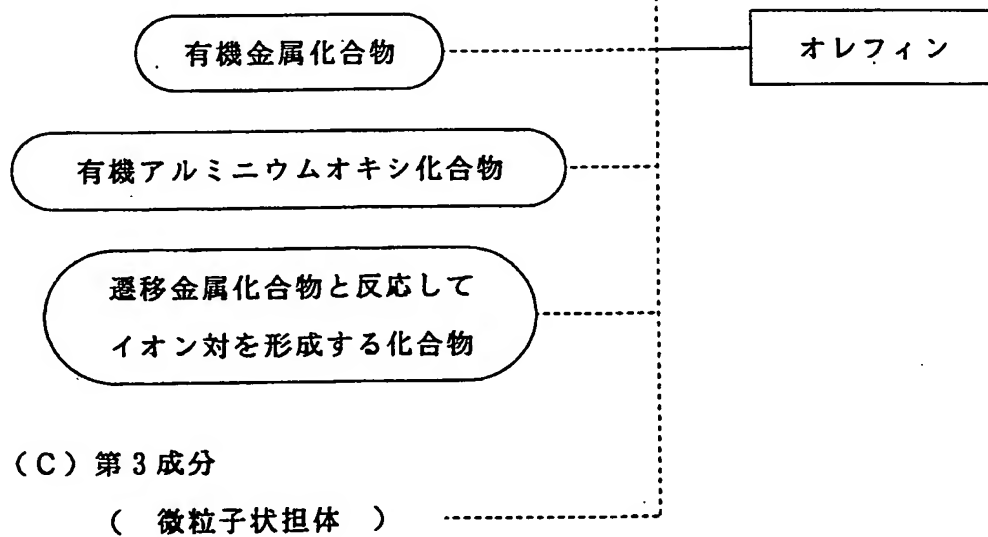 有機金属化合物
オレフィン
有機アルミニウムオキシ化合物
遷移金属化合物と反応して
イオン対を形成する化合物
(C)第3成分
( 微粒子状担体 )